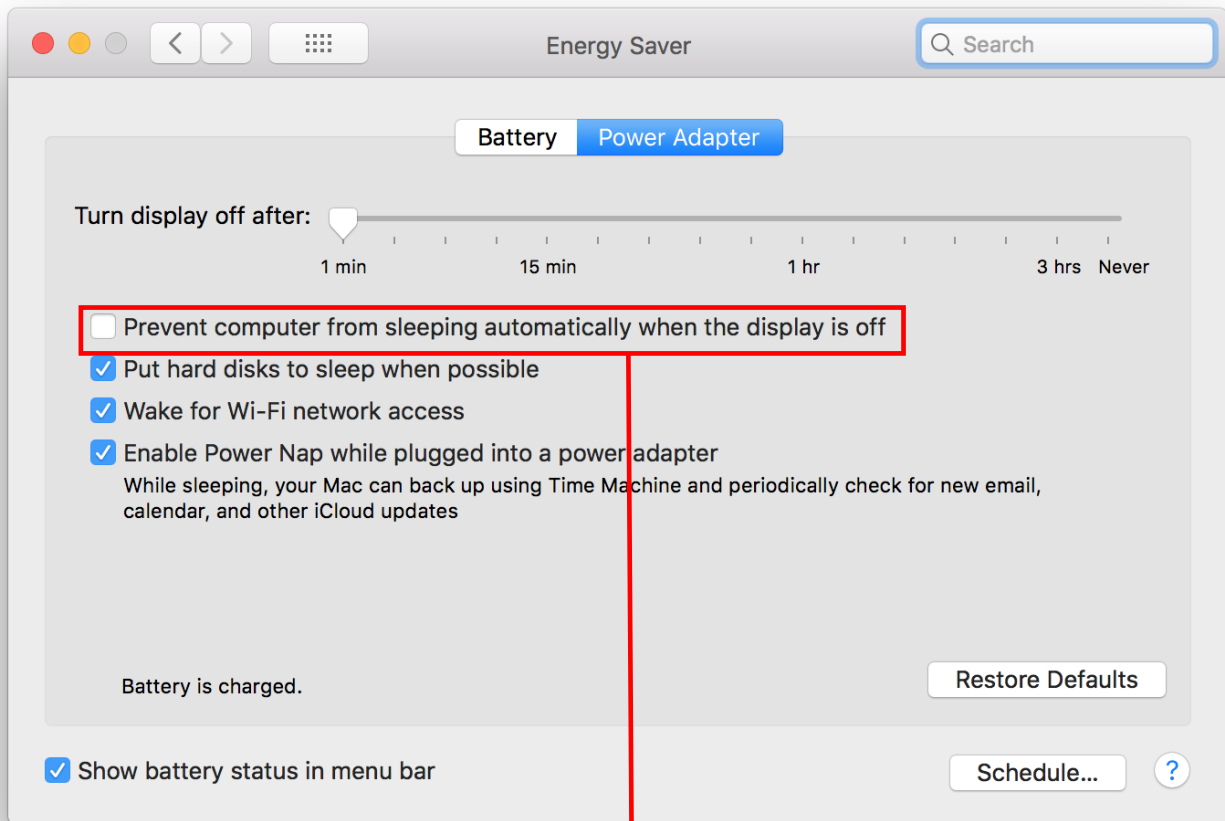 Energy Saver
Search
Battery
Power Adapter
Turn display off after:
1 min
15 min
1 hr
3 hrs
Never
Prevent computer from sleeping automatically when the display is off
Put hard disks to sleep when possible
Wake for Wi-Fi network access
Enable Power Nap while plugged into a power adapter
While sleeping, your Mac can back up using Time Machine and periodically check for new email,
calendar, and other iCloud updates
Battery is charged.
Restore Defaults
Show battery status in menu bar
Schedule...
?